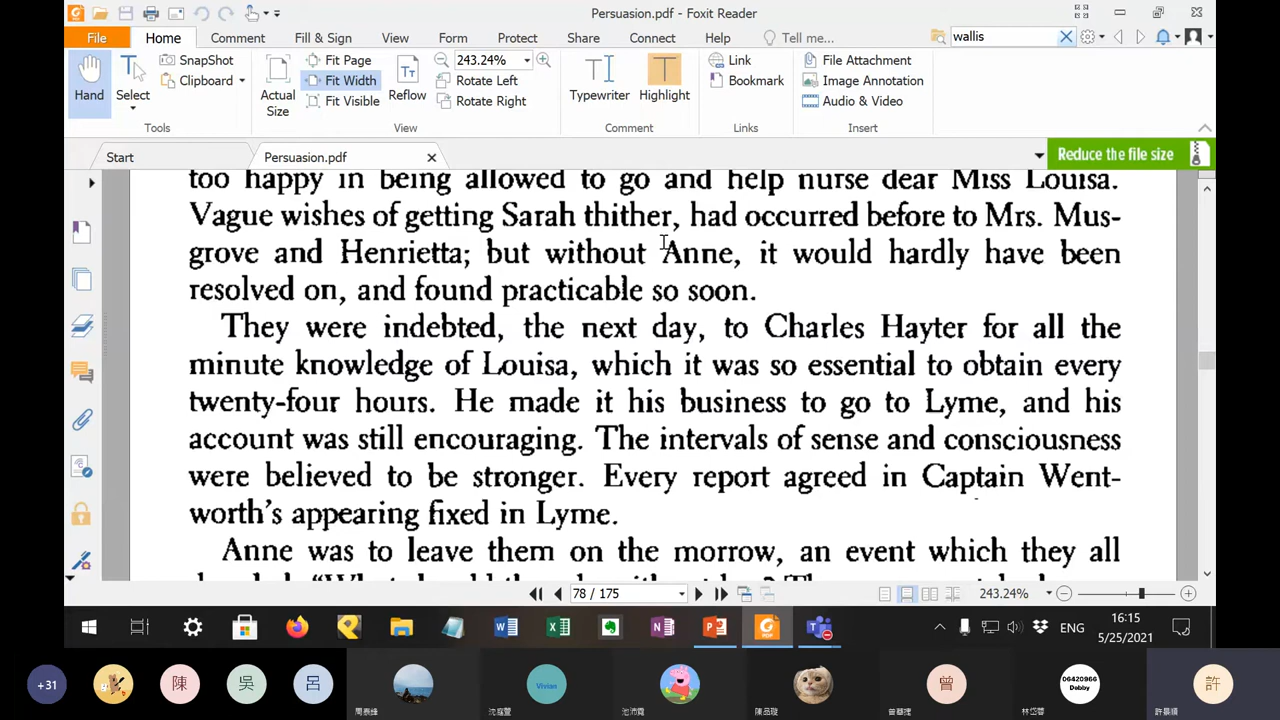 Persuasion.pdf - Foxit Reader
File Home Comment Fill & Sign View Form Protect Share Connect Help Tell me... wallis
Hand Select SnapShot Clipboard Actual Size Fit Page Fit Width Fit Visible Reflow 243.24% Rotate Left Rotate Right Typewriter Highlight Link Bookmark File Attachment Image Annotation Audio & Video
Tools View Comment Links Insert
Start Persuasion.pdf Reduce the file size
too happy in being allowed to go and help nurse dear Miss Louisa.
Vague wishes of getting Sarah thither, had occurred before to Mrs. Mus-
grove and Henrietta; but without Anne, it would hardly have been
resolved on, and found practicable so soon.
They were indebted, the next day, to Charles Hayter for all the
minute knowledge of Louisa, which it was so essential to obtain every
twenty-four hours. He made it his business to go to Lyme, and his
account was still encouraging. The intervals of sense and consciousness
were believed to be stronger. Every report agreed in Captain Went-
worth's appearing fixed in Lyme.
Anne was to leave them on the morrow, an event which they all
78 / 175 243.24%
ENG 16:15
5/25/2021
+31 陳 吳 呂 Vivian 曾 06420966 Debby 許